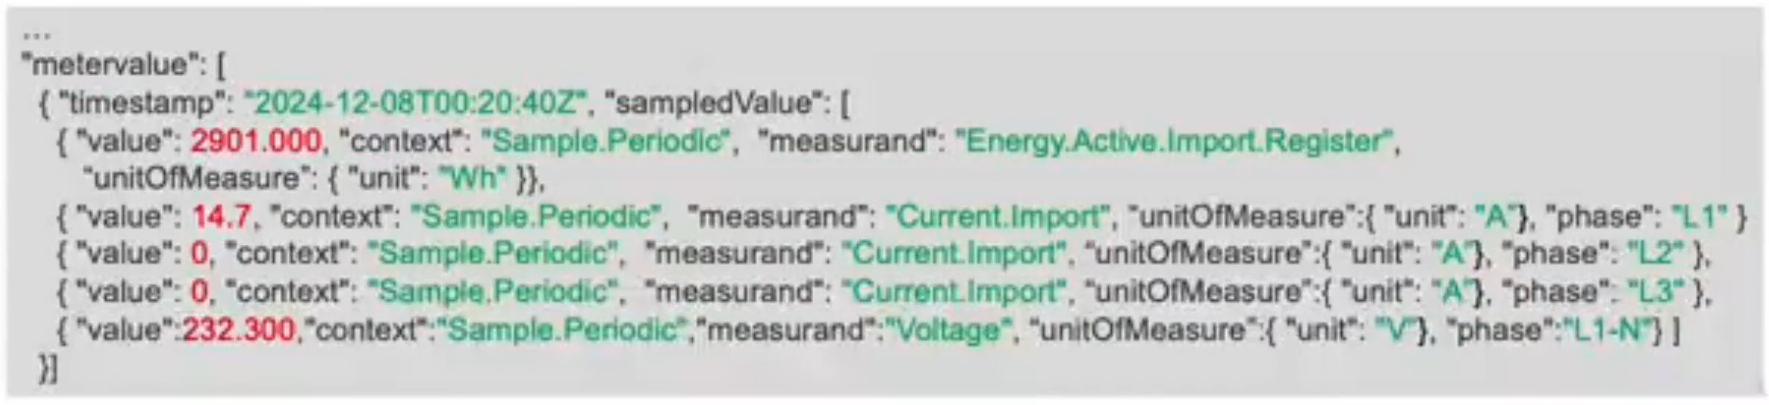 ...
"metervalue": [
{ "timestamp": "2024-12-08T00:20:40Z", "sampledValue": [
{ "value": 2901.000, "context": "Sample.Periodic", "measurand": "Energy.Active.Import.Register",
"unitOfMeasure": { "unit": "Wh" }},
{ "value": 14.7, "context": "Sample.Periodic", "measurand": "Current.Import", "unitOfMeasure":{ "unit": "A"}, "phase": "L1" }
{ "value": 0, "context": "Sample.Periodic", "measurand": "Current.Import", "unitOfMeasure":{ "unit": "A"}, "phase": "L2" },
{ "value": 0, "context": "Sample.Periodic", "measurand": "Current.Import", "unitOfMeasure":{ "unit": "A"}, "phase": "L3" },
{ "value":232.300,"context":"Sample.Periodic","measurand":"Voltage", "unitOfMeasure":{ "unit": "V"}, "phase":"L1-N"} ]
}]